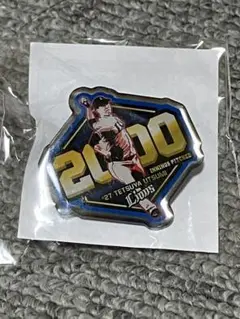 2000
INNINGS PITCHED
'27 TETSUYA UTSUMI
Lions